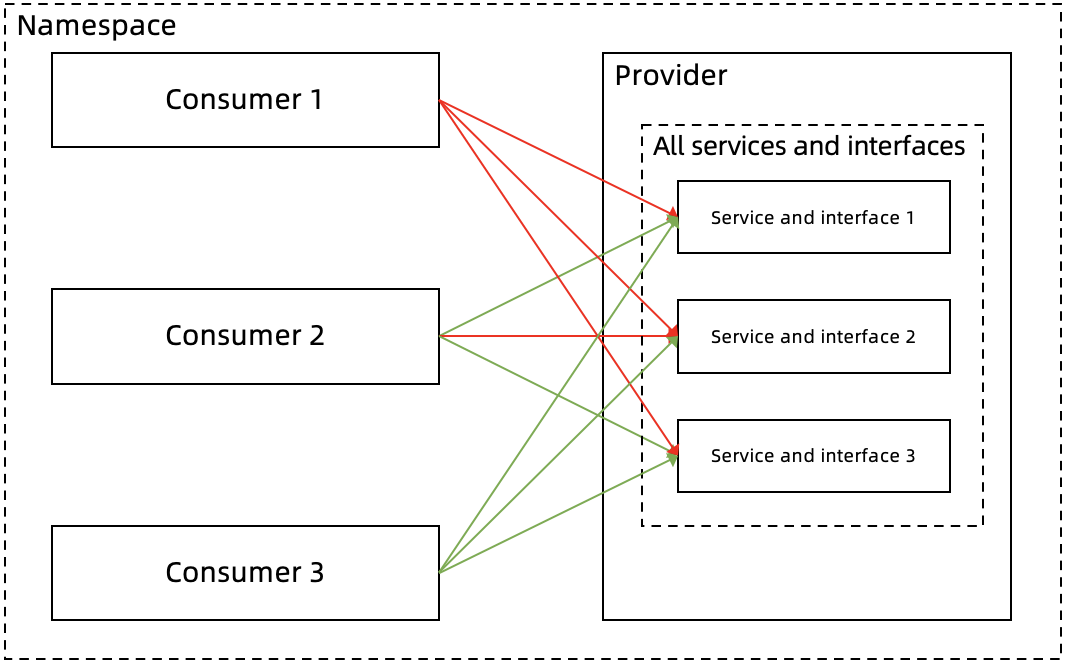 Namespace
Consumer 1
Consumer 2
Consumer 3
Provider
All services and interfaces
Service and interface 1
Service and interface 2
Service and interface 3